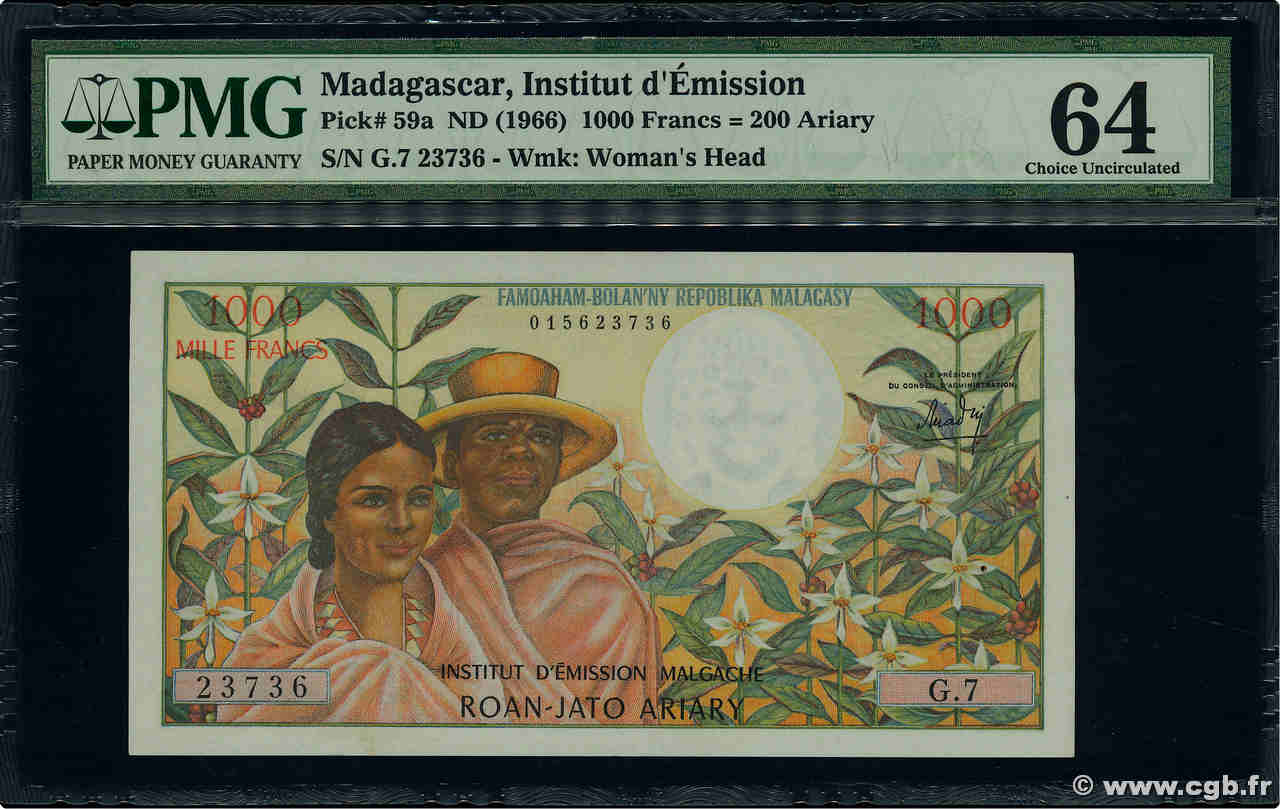 PMG
PAPER MONEY GUARANTY
Madagascar, Institut d'Émission
Pick# 59a ND (1966) 1000 Francs = 200 Ariary
S/N G.7 23736 - Wmk: Woman's Head
64
Choice Uncirculated
1000
MILLE FRANCS
FAMOAHAM-BOLAN'NY REPOBLIKA MALAGASY
015623736
1000
LE PRÉSIDENT
DU CONSEIL D'ADMINISTRATION
INSTITUT D'ÉMISSION MALGACHE
ROAN-JATO ARIARY
23736
G.7
© www.cgb.fr